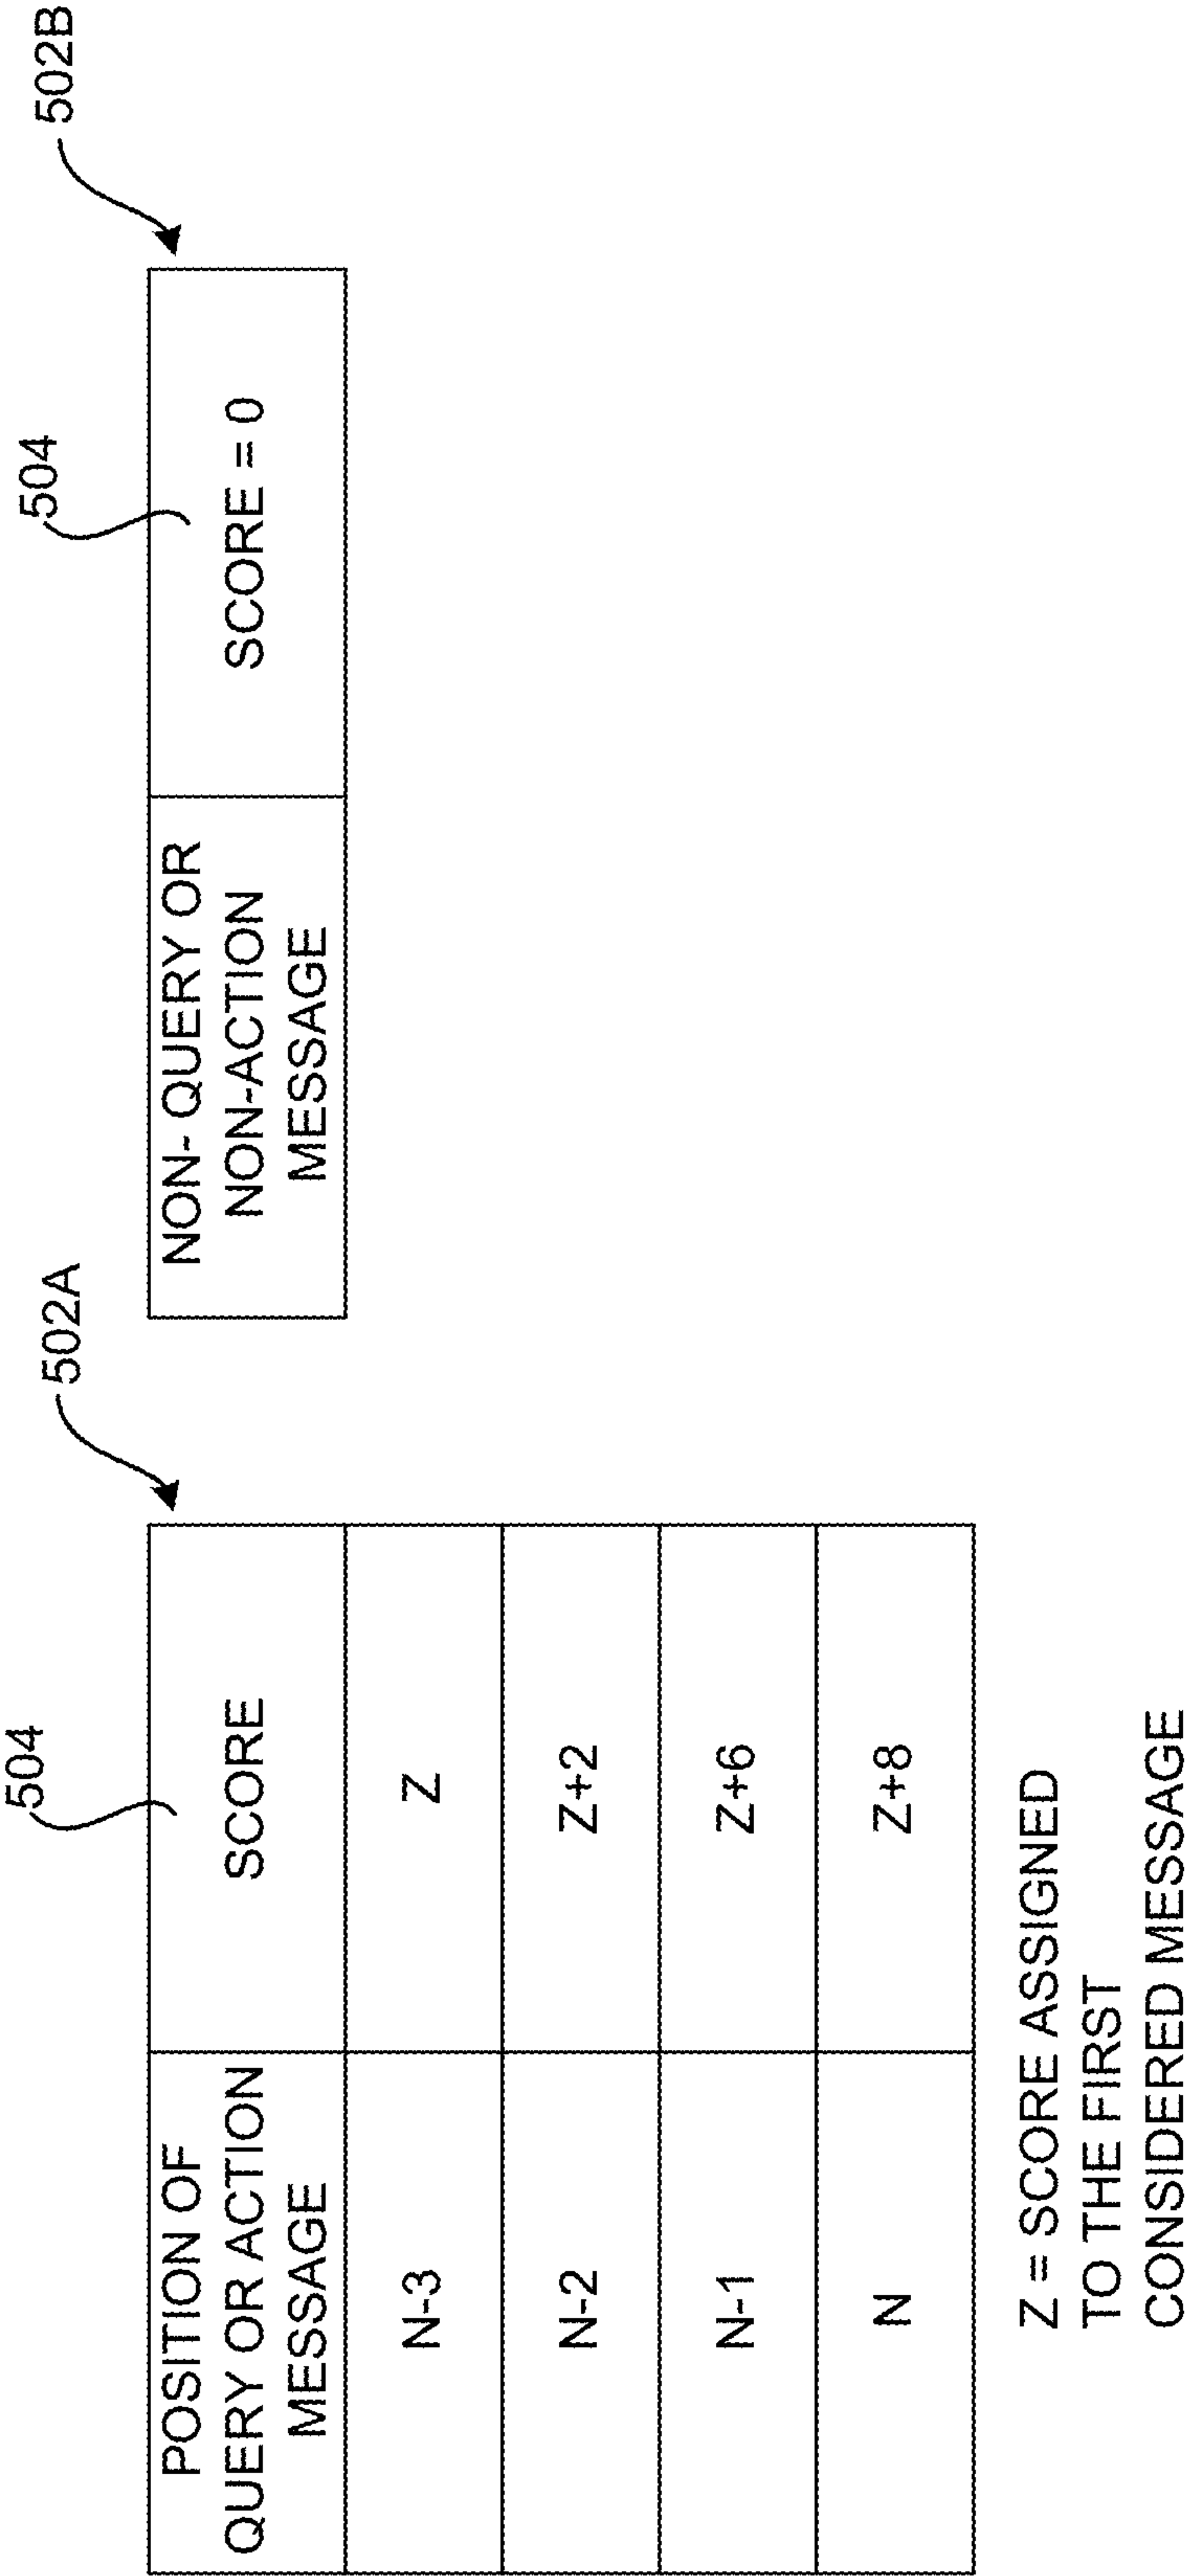 504
502A
POSITION OF
QUERY OR ACTION
MESSAGE
SCORE
N-3
Z
N-2
Z+2
N-1
Z+6
N
Z+8
Z = SCORE ASSIGNED
TO THE FIRST
CONSIDERED MESSAGE
504
502B
NON- QUERY OR
NON-ACTION
MESSAGE
SCORE = 0